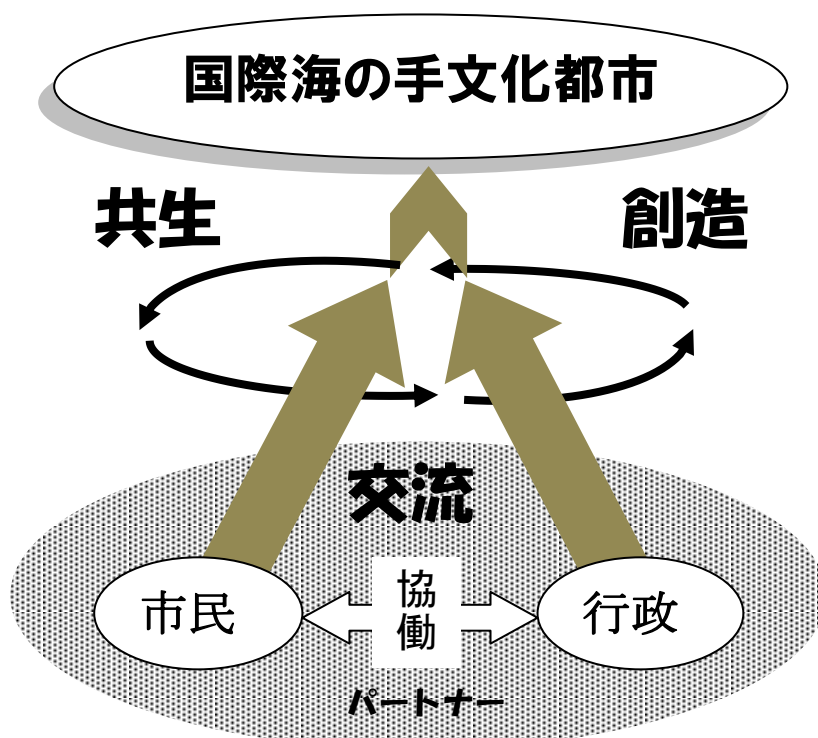 国際海の手文化都市
共生
創造
交流
市民
協働
行政
パートナー